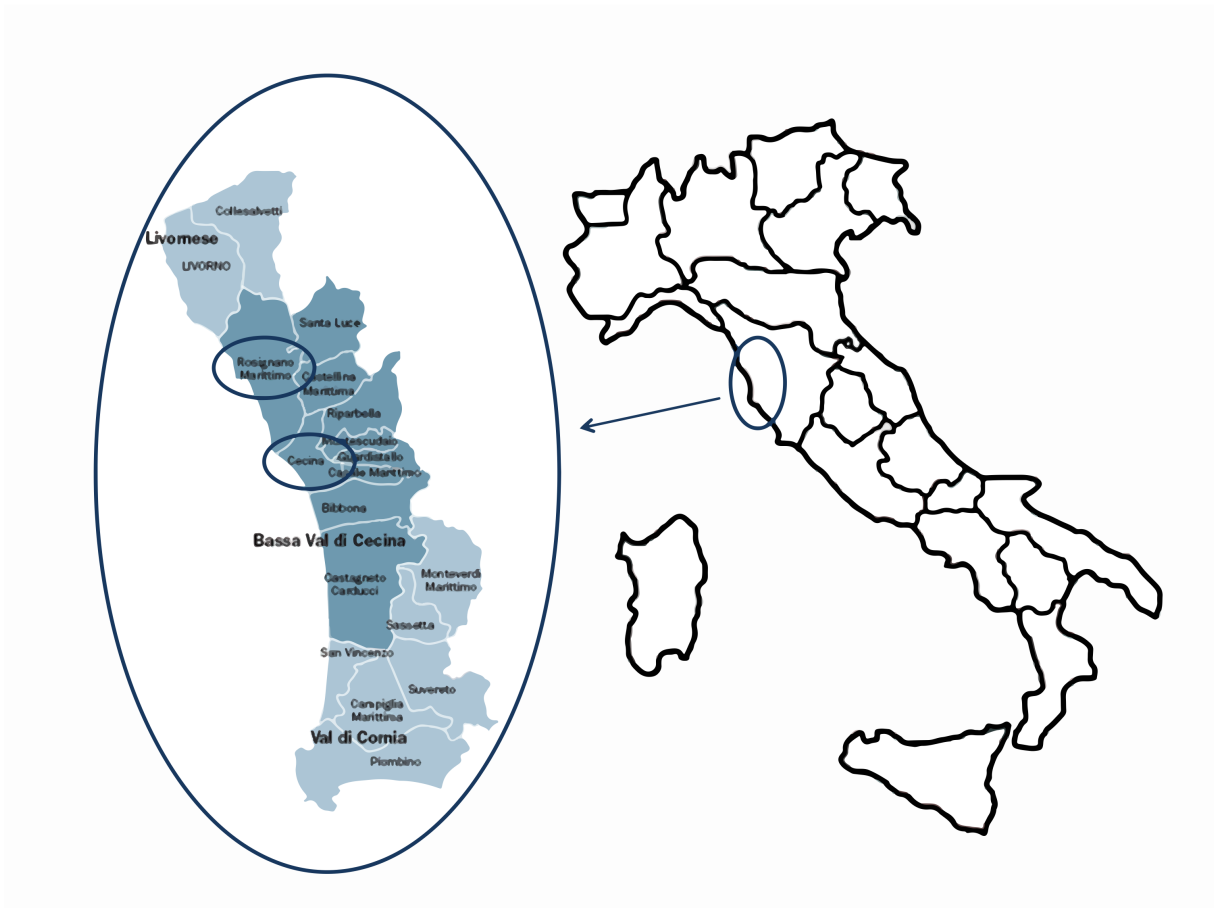 Collesalvetti
Livornese
LIVORNO
Santa Luce
Rosignano
Marittimo
Castellina
Marittima
Riparbella
Montescudaio
Guardistallo
Cecina
Casale Marittimo
Bibbona
Bassa Val di Cecina
Castagneto
Carducci
Monteverdi
Marittimo
Sassetta
San Vincenzo
Suvereto
Campiglia
Marittima
Val di Cornia
Piombino